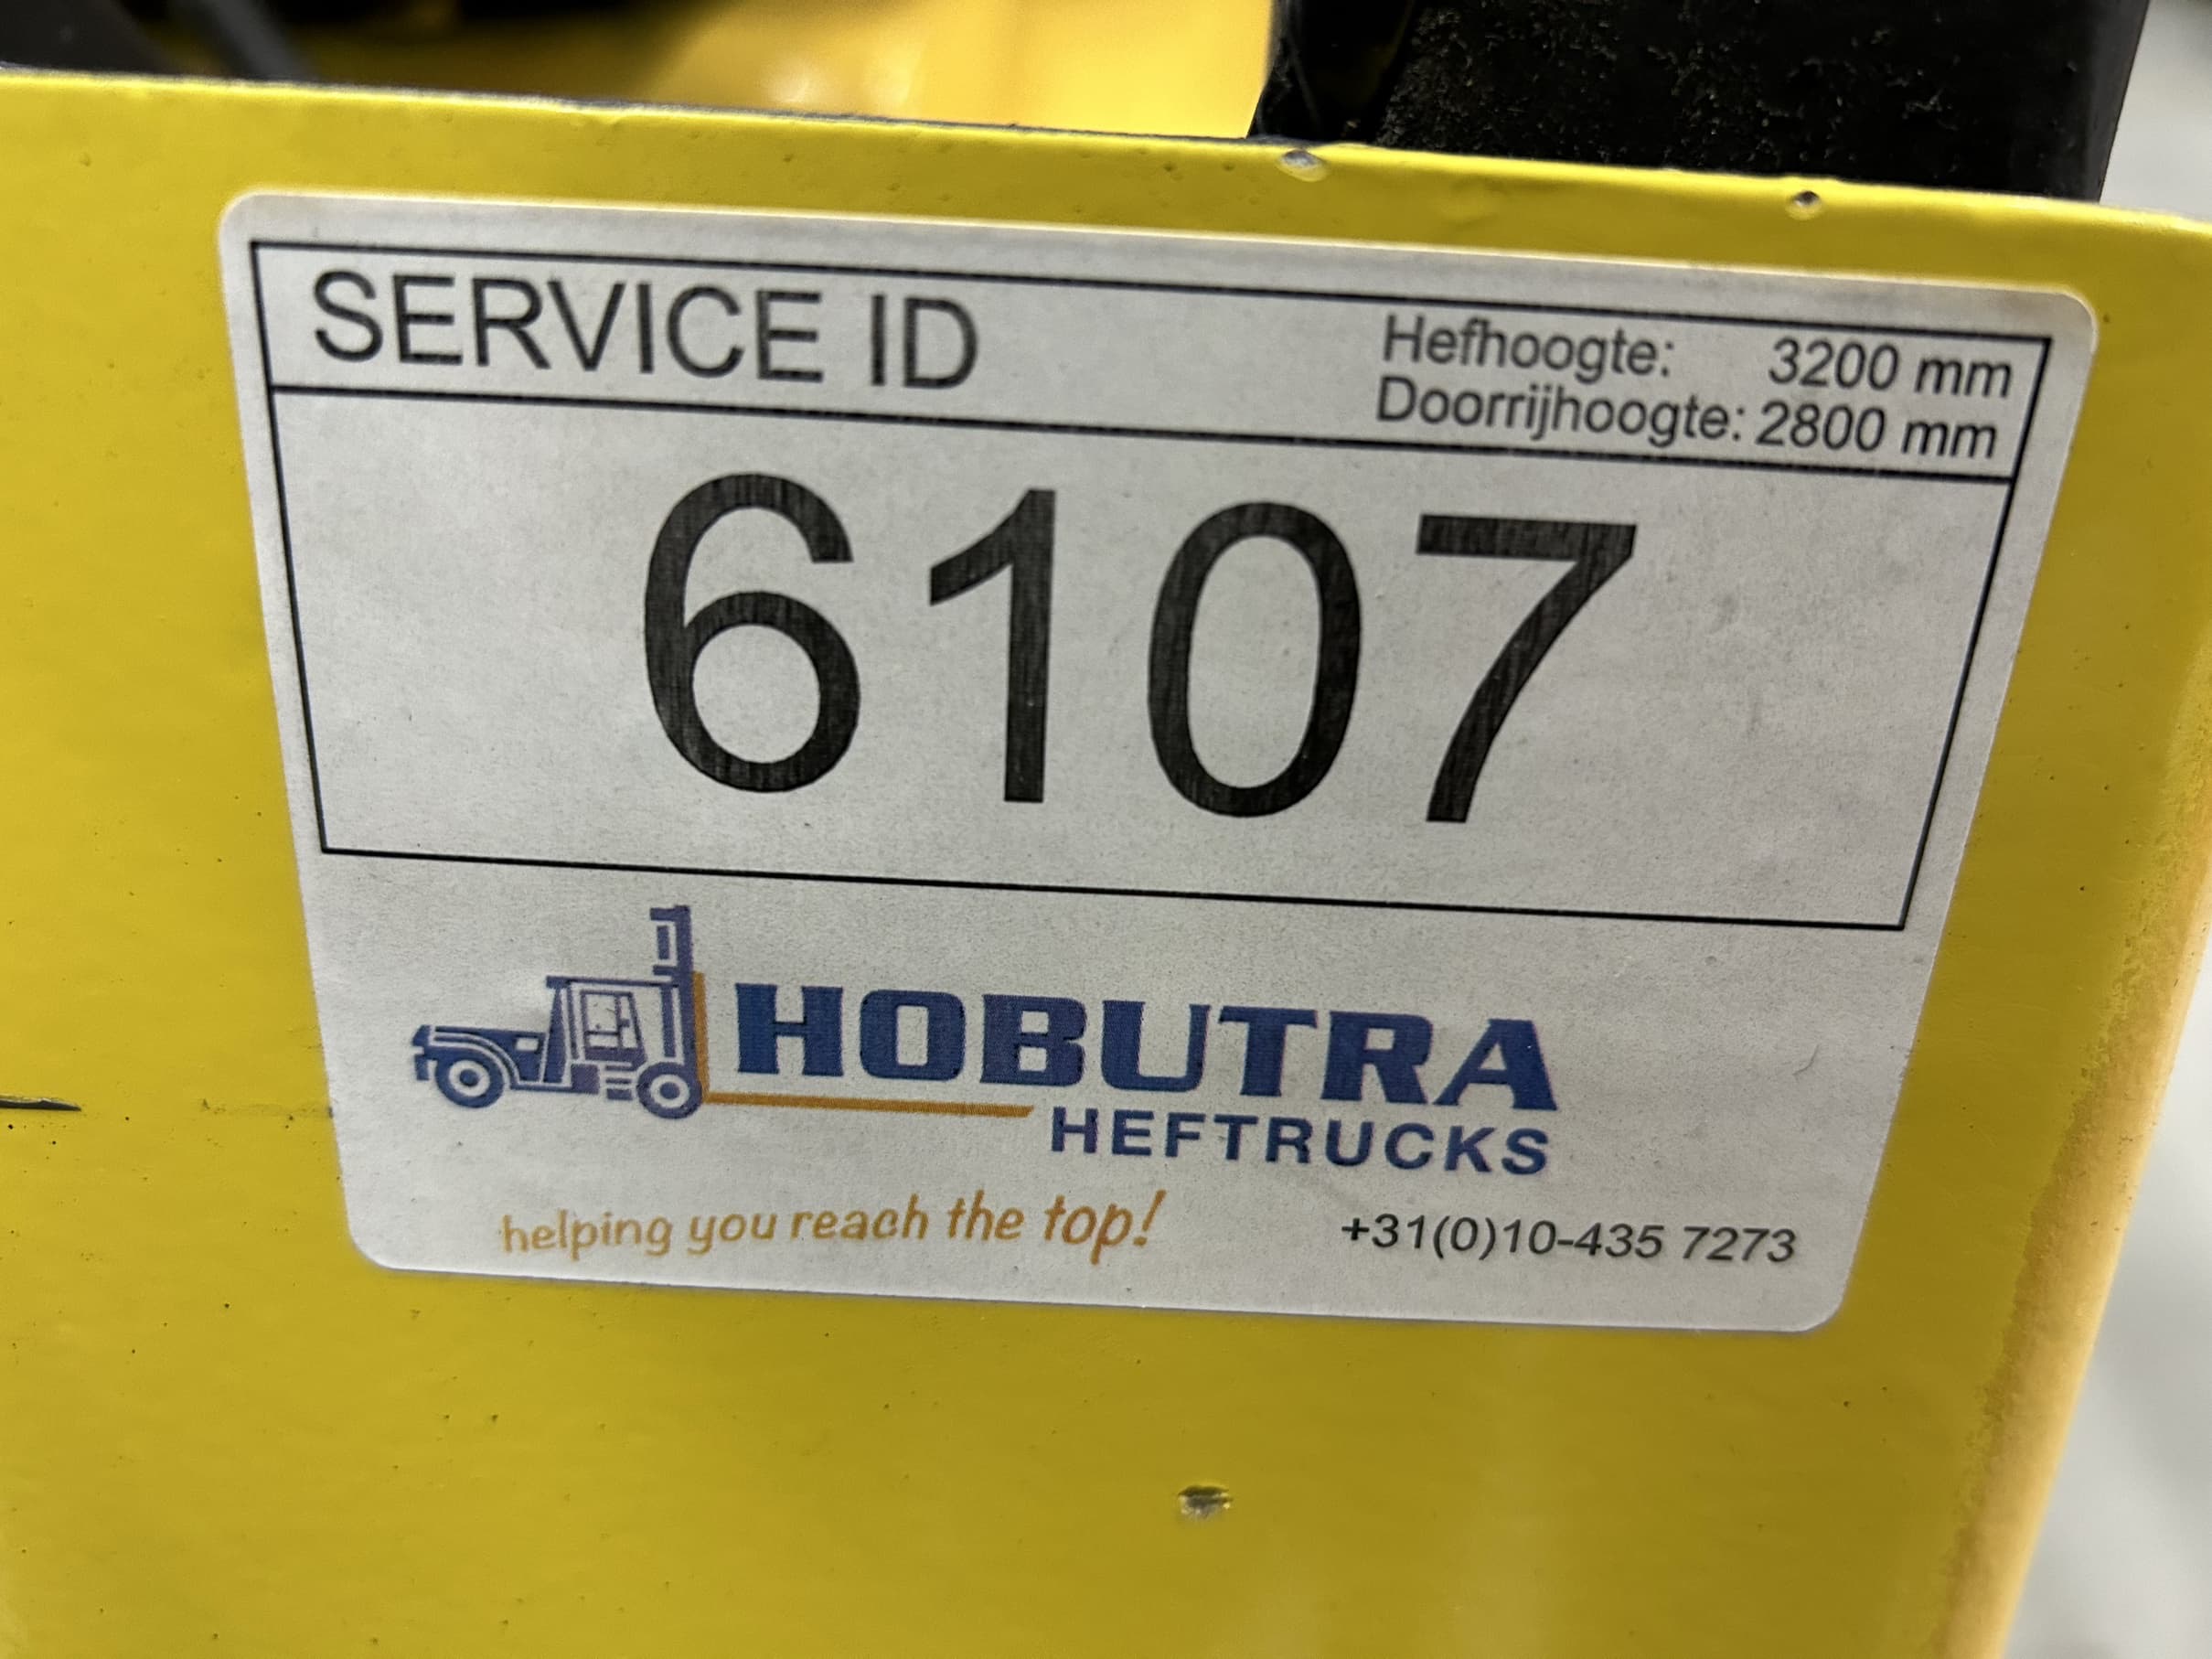 SERVICE ID
Hefhoogte: 3200 mm
Doorrijhoogte: 2800 mm
6107
HOBUTRA
HEFTRUCKS
helping you reach the top!
+31(0)10-435 7273